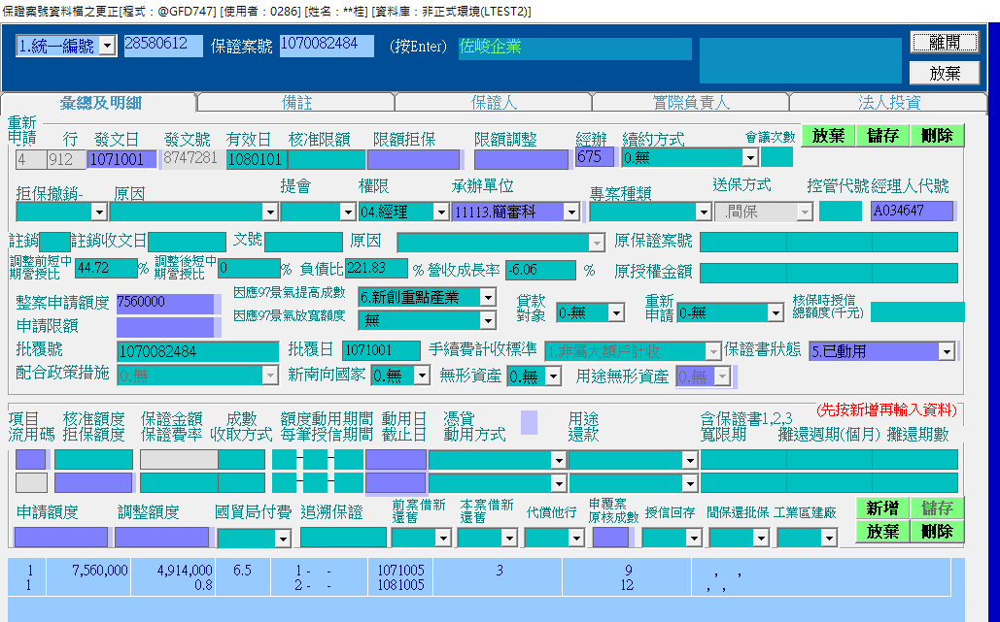 保證案號資料檔之更正[程式：@GFD747] [使用者：0286] [姓名：**桂] [資料庫：非正式環境(LTEST2)]
1.統一編號 28580612 保證案號 1070082484 (按Enter) 佐峻企業 離開
放棄
彙總及明細 備註 保證人 實際負責人 法人投資
重新申請 行 發文日 發文號 有效日 核准限額 限額担保 限額調整 經辦 續約方式 會議次數 放棄 儲存 刪除
4 912 1071001 8747281 1080101 675 0.無
担保撤銷- 原因 提會 權限 承辦單位 專案種類 送保方式 控管代號 經理人代號
04.經理 11113.簡審科 .間保 A034647
註銷 註銷收文日 文號 原因 原保證案號
調整前短中期營授比 44.72 % 調整後短中期營授比 0 % 負債比 221.83 % 營收成長率 -6.06 % 原授權金額
整案申請額度 7560000 因應97景氣提高成數 6.新創重點產業 貸款對象 0-無 重新申請 0-無 核保時授信總額度(千元)
申請限額 因應97景氣放寬額度 無
批覆號 1070082484 批覆日 1071001 手續費計收標準 1.非屬大額戶計收 保證書狀態 5.已動用
配合政策措施 0.無 新南向國家 0.無 無形資產 0.無 用途無形資產 0.無
(先按新增再輸入資料)
項目 核准額度 保證金額 成數 額度動用期間 動用日 憑貸 用途 含保證書1,2,3
流用碼 担保額度 保證費率 收取方式 每筆授信期間 截止日 動用方式 還款 寬限期 攤還週期(個月) 攤還期數
申請額度 調整額度 國貿局付費 追溯保證 前案借新還舊 本案借新還舊 代償他行 申覆案原核成數 授信回存 間保還批保 工業區建廠 新增 儲存
放棄 刪除
1 7,560,000 4,914,000 6.5 1 - - 1071005 3 9 , ,
1 0.8 2 - - 1081005 12 , ,